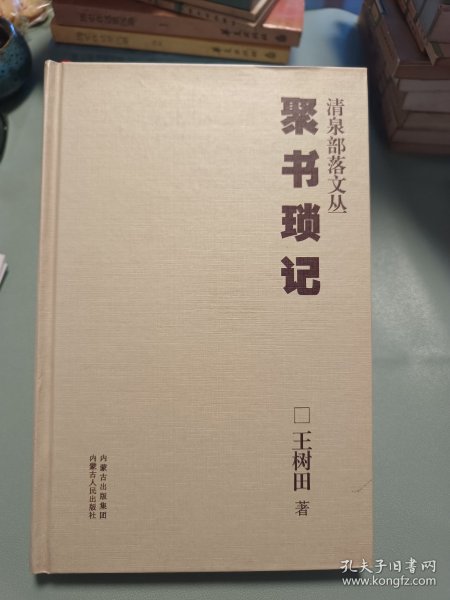 清泉部落文丛
聚书琐记
□王树田 著
内蒙古出版集团
内蒙古人民出版社
孔夫子旧书网
www.kongfz.com